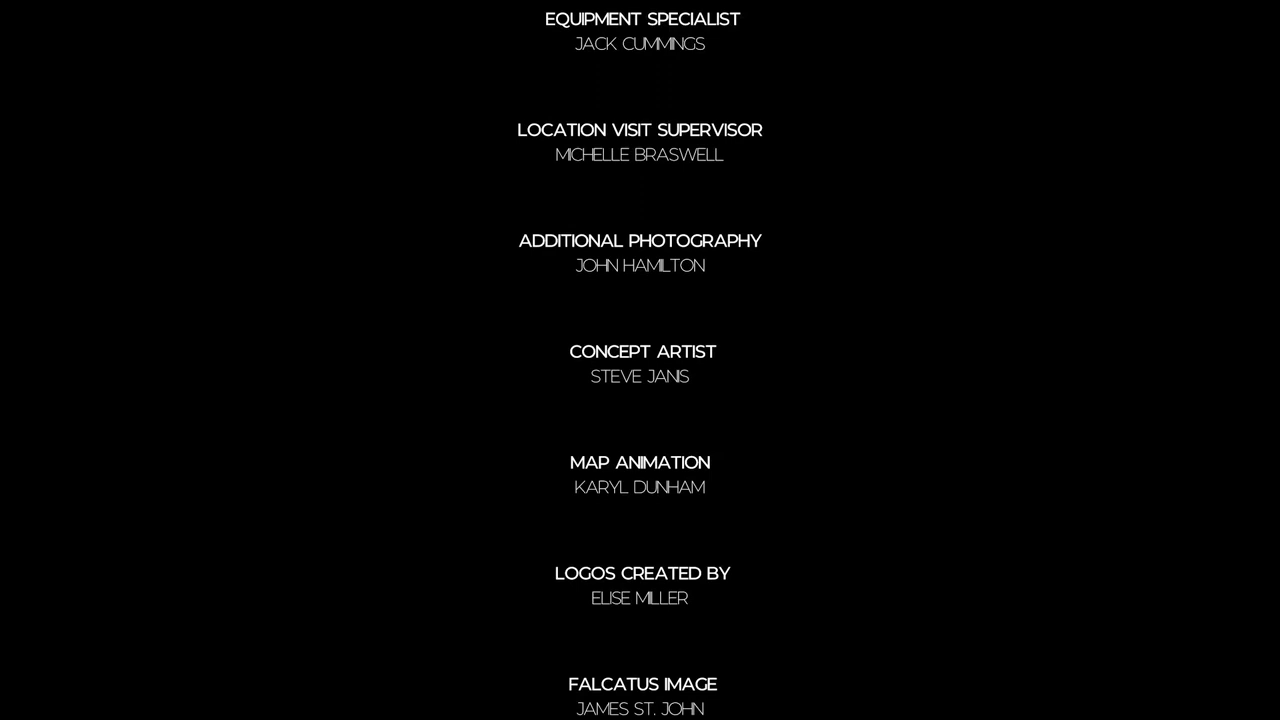 EQUIPMENT SPECIALIST
JACK CUMMINGS
LOCATION VISIT SUPERVISOR
MICHELLE BRASWELL
ADDITIONAL PHOTOGRAPHY
JOHN HAMILTON
CONCEPT ARTIST
STEVE JANIS
MAP ANIMATION
KARYL DUNHAM
LOGOS CREATED BY
ELISE MILLER
FALCATUS IMAGE
JAMES ST. JOHN